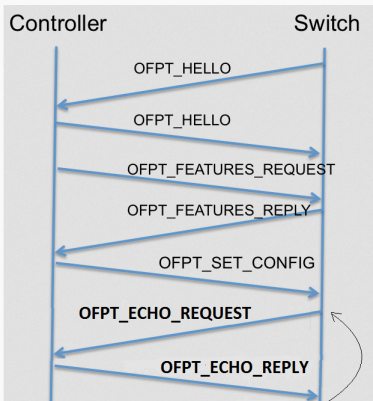 Controller Switch
OFPT_HELLO
OFPT_HELLO
OFPT_FEATURES_REQUEST
OFPT_FEATURES_REPLY
OFPT_SET_CONFIG
OFPT_ECHO_REQUEST
OFPT_ECHO_REPLY